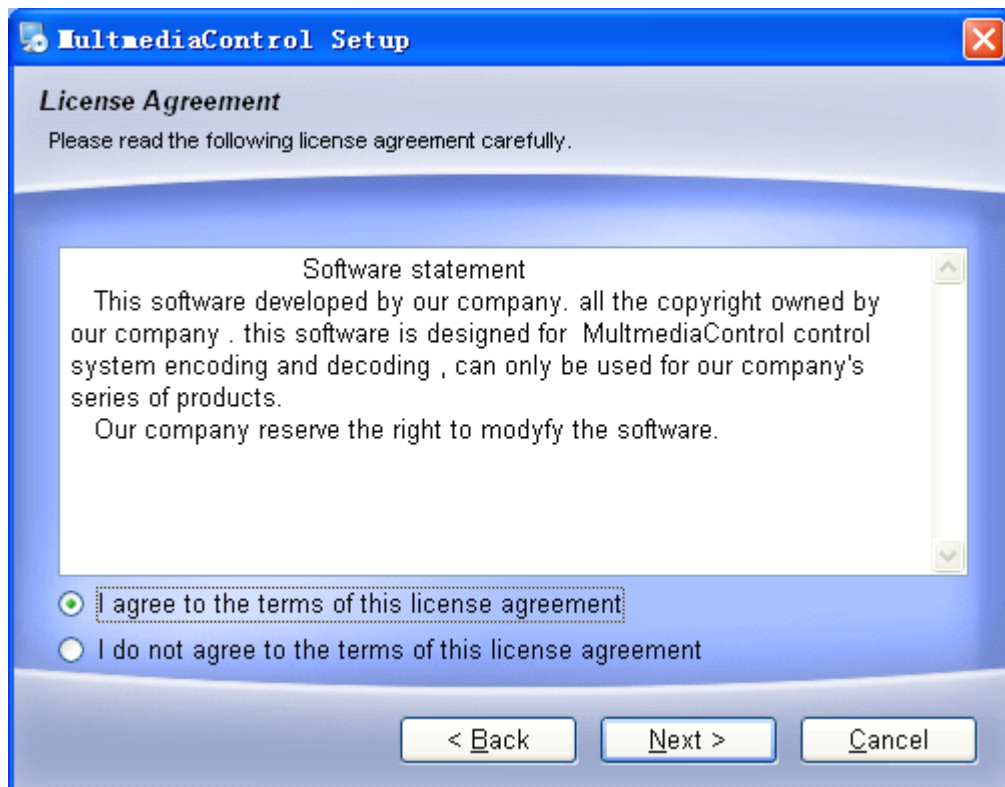 MultmediaControl Setup
License Agreement
Please read the following license agreement carefully.
Software statement
This software developed by our company. all the copyright owned by
our company . this software is designed for  MultmediaControl control
system encoding and decoding , can only be used for our company's
series of products.
Our company reserve the right to modyfy the software.
I agree to the terms of this license agreement
I do not agree to the terms of this license agreement
< Back
Next >
Cancel